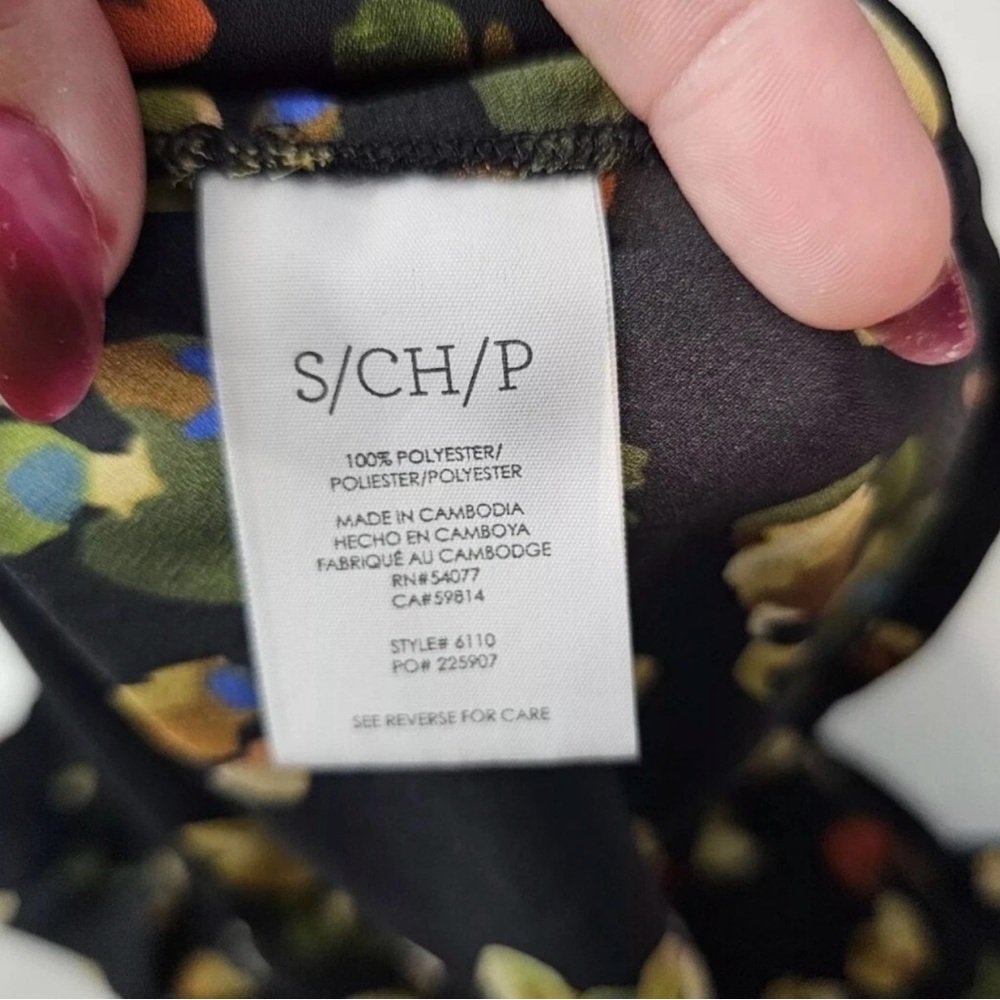 S/CH/P
100% POLYESTER/
POLIESTER/POLYESTER
MADE IN CAMBODIA
HECHO EN CAMBOYA
FABRIQUÉ AU CAMBODGE
RN#54077
CA#59814
STYLE# 6110
PO# 225907
SEE REVERSE FOR CARE